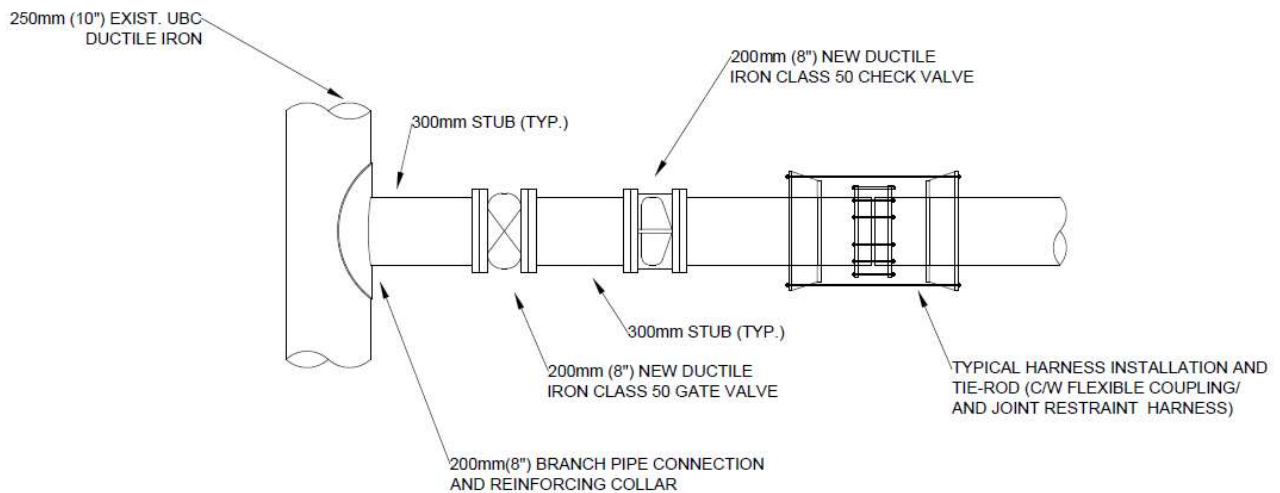 250mm (10") EXIST. UBC
DUCTILE IRON
200mm (8") NEW DUCTILE
IRON CLASS 50 CHECK VALVE
300mm STUB (TYP.)
300mm STUB (TYP.)
200mm (8") NEW DUCTILE
IRON CLASS 50 GATE VALVE
TYPICAL HARNESS INSTALLATION AND
TIE-ROD (C/W FLEXIBLE COUPLING/
AND JOINT RESTRAINT HARNESS)
200mm(8") BRANCH PIPE CONNECTION
AND REINFORCING COLLAR